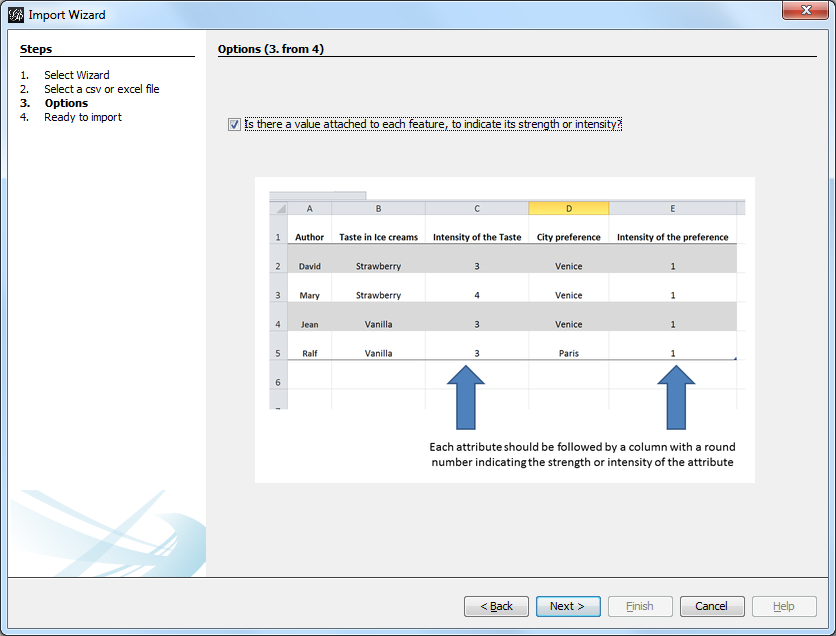 Import Wizard
Steps
1. Select Wizard
2. Select a csv or excel file
3. Options
4. Ready to import
Options (3. from 4)
Is there a value attached to each feature, to indicate its strength or intensity?
A B C D E
1 Author Taste in Ice creams Intensity of the Taste City preference Intensity of the preference
2 David Strawberry 3 Venice 1
3 Mary Strawberry 4 Venice 1
4 Jean Vanilla 3 Venice 1
5 Ralf Vanilla 3 Paris 1
6
Each attribute should be followed by a column with a round
number indicating the strength or intensity of the attribute
< Back Next > Finish Cancel Help